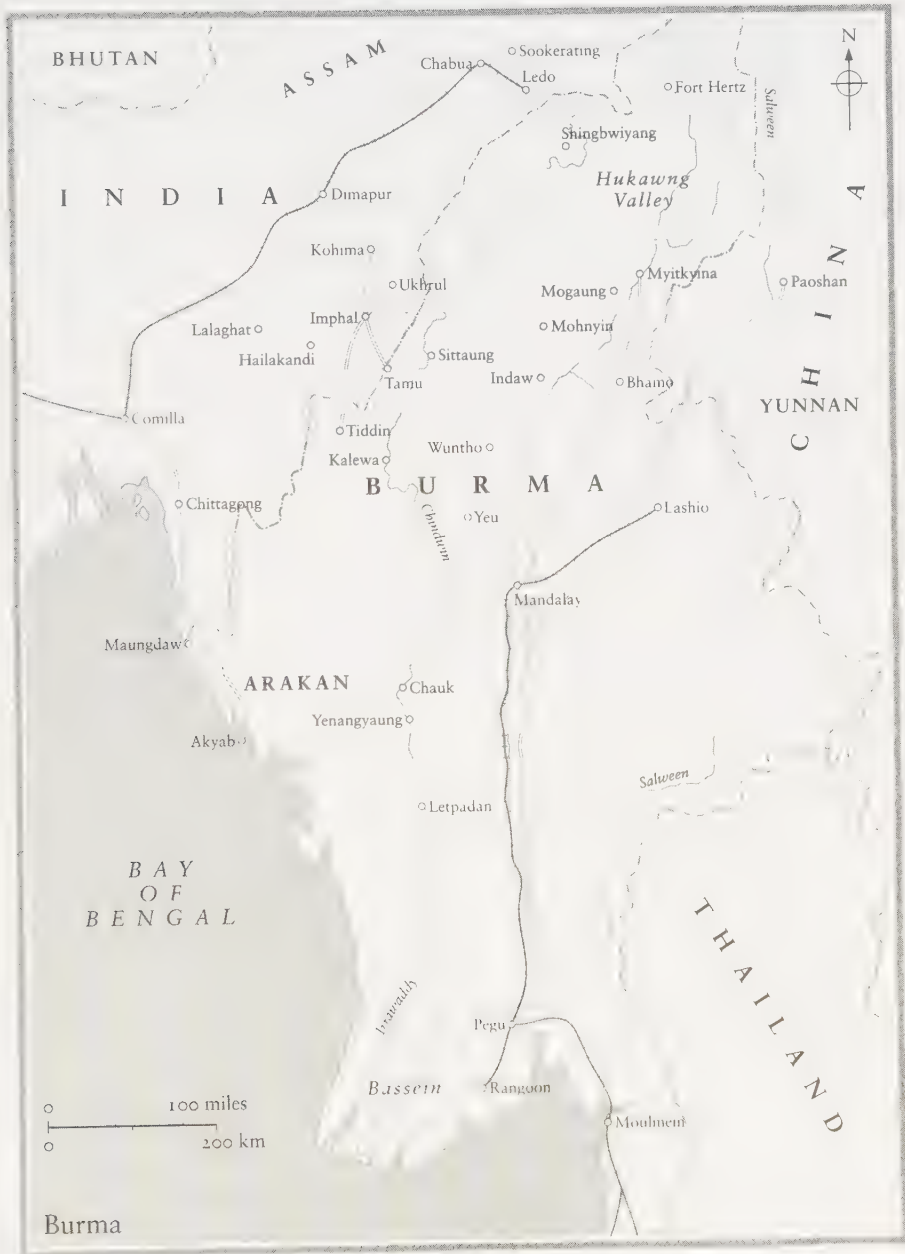 BHUTAN
ASSAM
Sookerating
Chabua
Ledo
N
Fort Hertz
Salween
Shingbwiyang
INDIA
Dimapur
Hukawng
Valley
CHINA
Kohima
Ukhrul
Mogaung
Myitkyina
Paoshan
Imphal
Lalaghat
Hailakandi
Mohnyin
Sittaung
Tamu
Indaw
Bhamo
YUNNAN
Comilla
Tiddin
Kalewa
Wuntho
BURMA
Chittagong
Chindwin
Yeu
Lashio
Mandalay
Maungdaw
ARAKAN
Chauk
Yenangyaung
Akyab
Salween
Letpadan
BAY
OF
BENGAL
THAILAND
Irrawaddy
Pegu
Bassein
Rangoon
0 100 miles
0 200 km
Moulmein
Burma